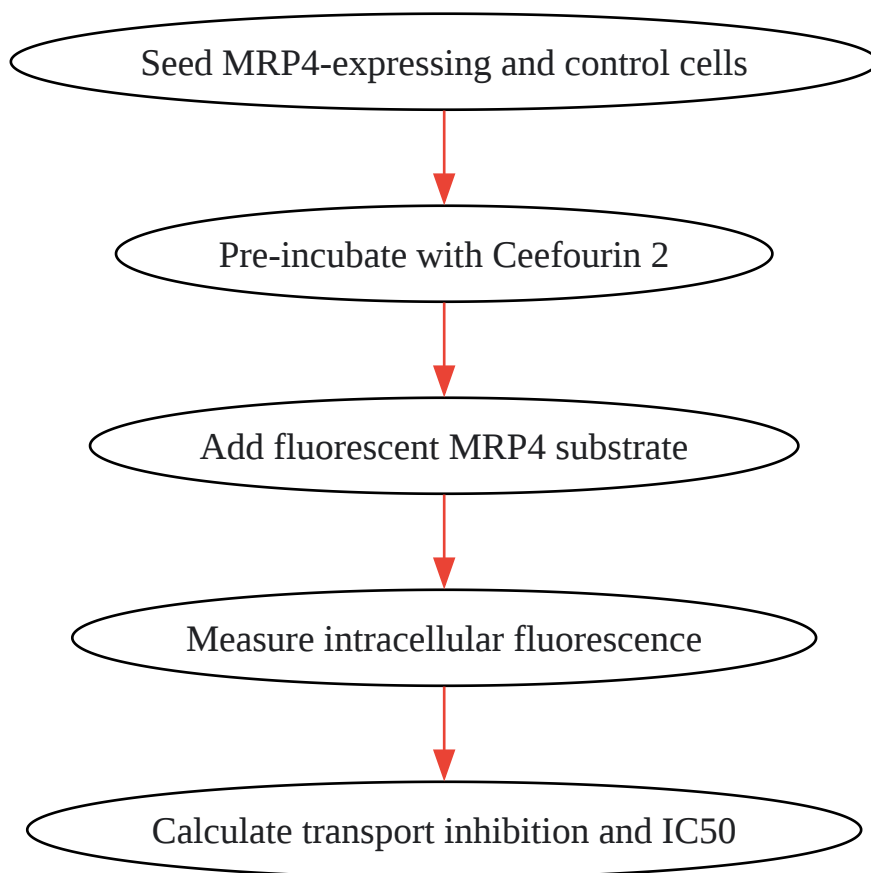 Seed MRP4-expressing and control cells
Pre-incubate with Ceefourin 2
Add fluorescent MRP4 substrate
Measure intracellular fluorescence
Calculate transport inhibition and IC50